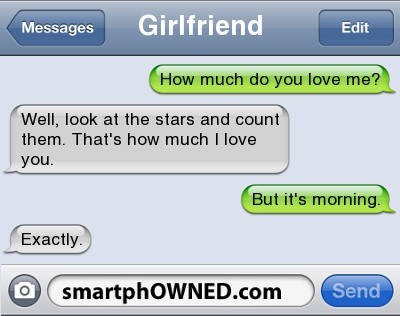 Messages
Girlfriend
Edit
How much do you love me?
Well, look at the stars and count
them. That's how much I love
you.
But it's morning.
Exactly.
smartphOWNED.com
Send